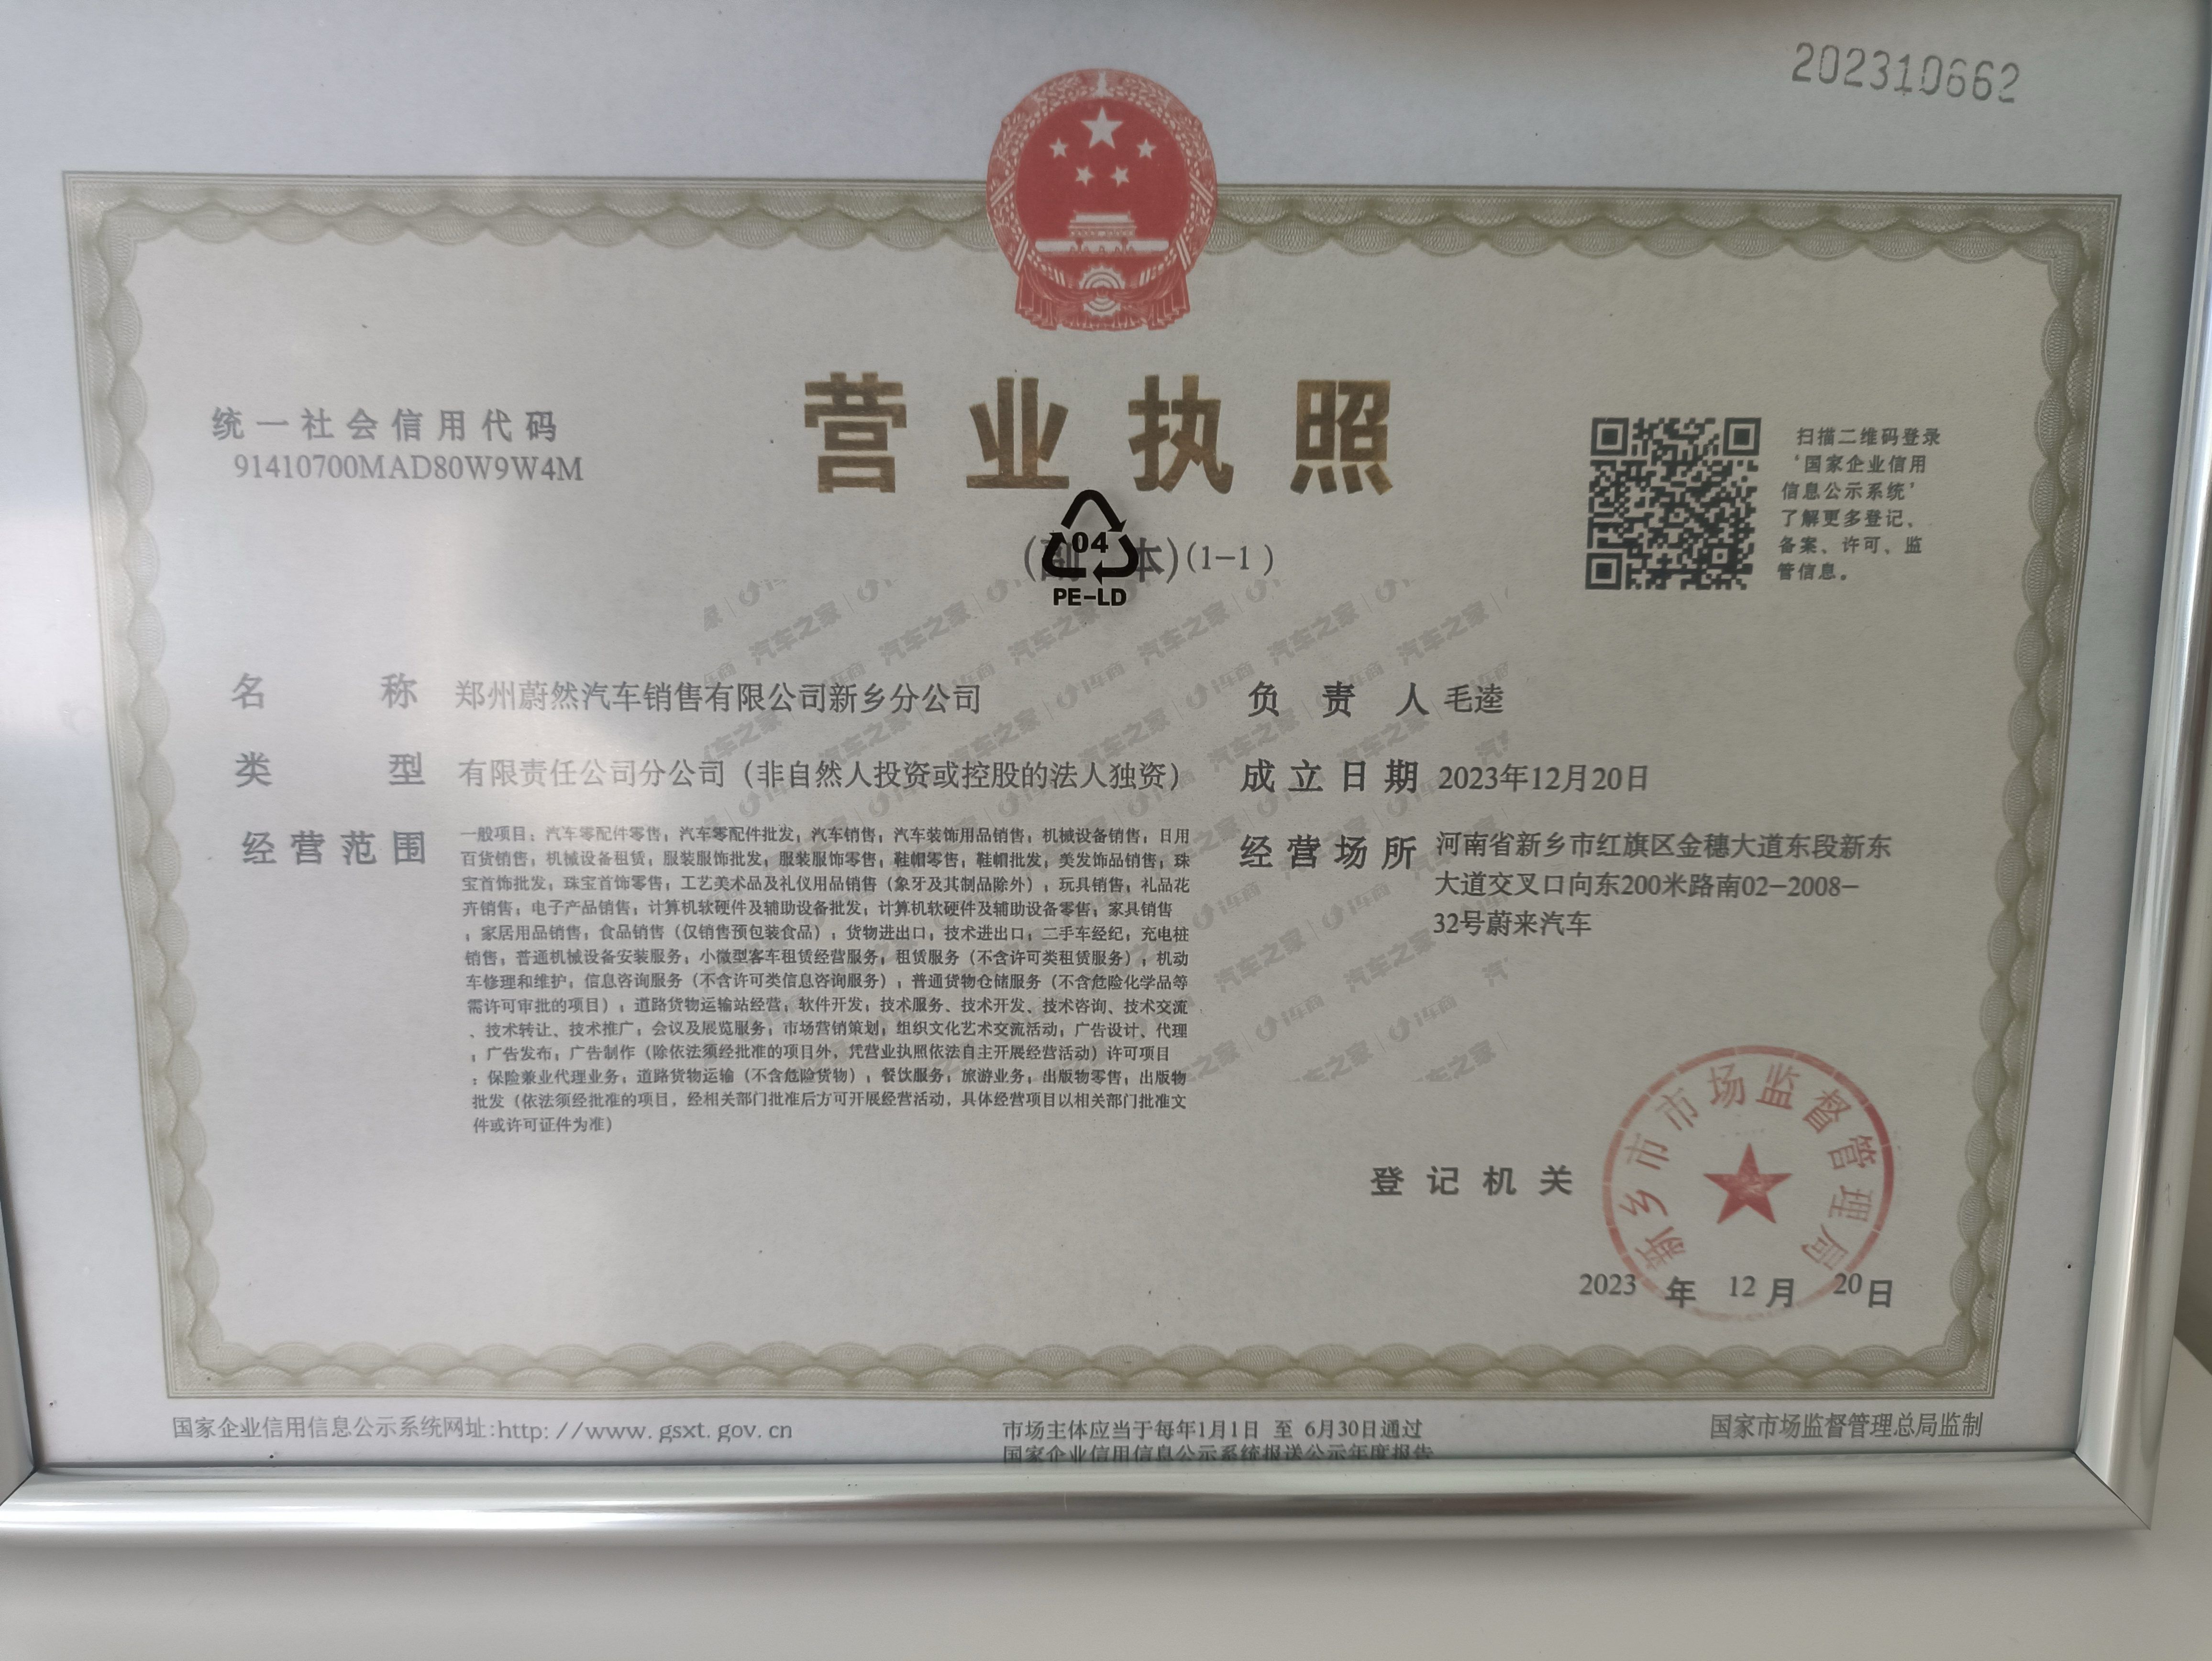 202310662
营业执照
(副本)(1-1)
04
PE-LD
统一社会信用代码
91410700MAD80W9W4M
扫描二维码登录
‘国家企业信用
信息公示系统’
了解更多登记、
备案、许可、监
管信息。
名称 郑州蔚然汽车销售有限公司新乡分公司
类型 有限责任公司分公司（非自然人投资或控股的法人独资）
经营范围 一般项目：汽车零配件零售；汽车零配件批发；汽车销售；汽车装饰用品销售；机械设备销售；日用
百货销售；机械设备租赁；服装服饰批发；服装服饰零售；鞋帽零售；鞋帽批发；美发饰品销售；珠
宝首饰批发；珠宝首饰零售；工艺美术品及礼仪用品销售（象牙及其制品除外）；玩具销售；礼品花
卉销售；电子产品销售；计算机软硬件及辅助设备批发；计算机软硬件及辅助设备零售；家具销售
；家居用品销售；食品销售（仅销售预包装食品）；货物进出口；技术进出口；二手车经纪；充电桩
销售；普通机械设备安装服务；小微型客车租赁经营服务；租赁服务（不含许可类租赁服务）；机动
车修理和维护；信息咨询服务（不含许可类信息咨询服务）；普通货物仓储服务（不含危险化学品等
需许可审批的项目）；道路货物运输站经营；软件开发；技术服务、技术开发、技术咨询、技术交流
、技术转让、技术推广；会议及展览服务；市场营销策划；组织文化艺术交流活动；广告设计、代理
；广告发布；广告制作（除依法须经批准的项目外，凭营业执照依法自主开展经营活动）许可项目
：保险兼业代理业务；道路货物运输（不含危险货物）；餐饮服务；旅游业务；出版物零售；出版物
批发（依法须经批准的项目，经相关部门批准后方可开展经营活动，具体经营项目以相关部门批准文
件或许可证件为准）
负责人 毛逵
成立日期 2023年12月20日
经营场所 河南省新乡市红旗区金穗大道东段新东
大道交叉口向东200米路南02-2008-
32号蔚来汽车
汽车之家 i车商
登记机关
新乡市市场监督管理局
2023 年 12 月 20 日
国家企业信用信息公示系统网址:http://www.gsxt.gov.cn
市场主体应当于每年1月1日 至 6月30日通过
国家企业信用信息公示系统报送公示年度报告
国家市场监督管理总局监制